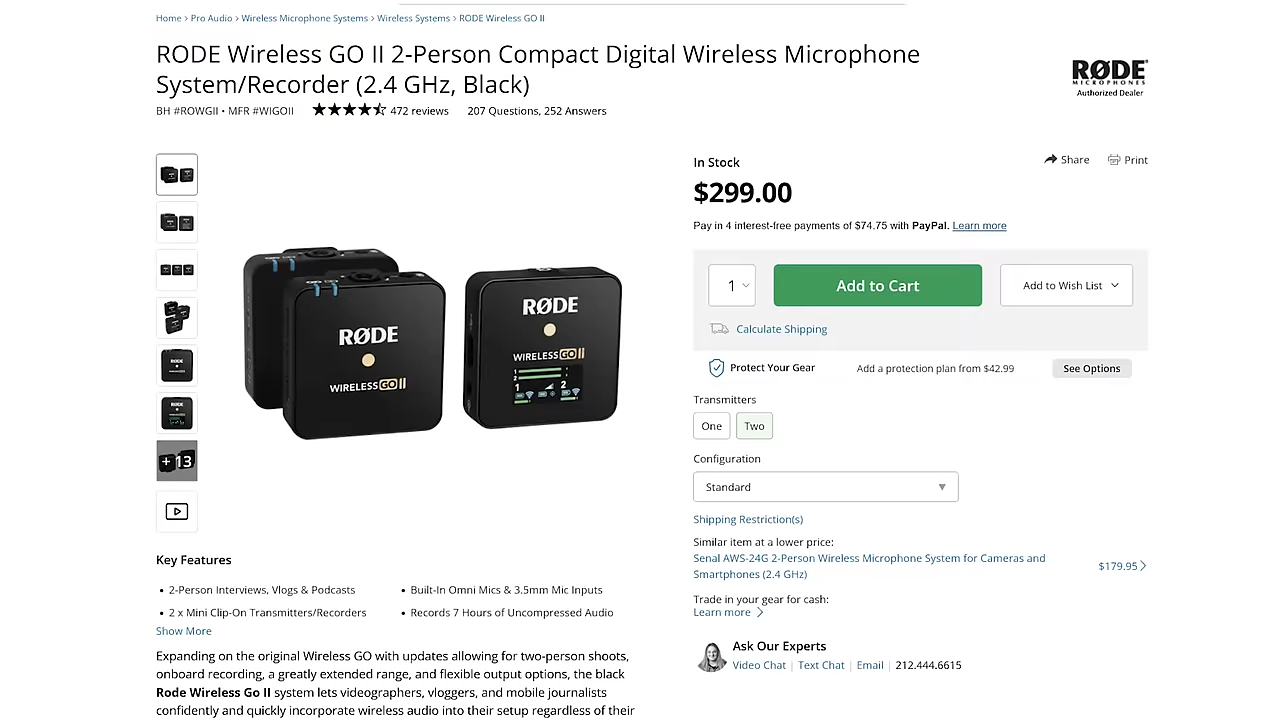 Home › Pro Audio › Wireless Microphone Systems › Wireless Systems › RODE Wireless GO II
RODE Wireless GO II 2-Person Compact Digital Wireless Microphone
System/Recorder (2.4 GHz, Black)
BH #ROWGII • MFR #WIGOII
472 reviews
207 Questions, 252 Answers
RØDE
MICROPHONES
Authorized Dealer
In Stock
Share
Print
$299.00
Pay in 4 interest-free payments of $74.75 with PayPal. Learn more
1
Add to Cart
Add to Wish List
Calculate Shipping
Protect Your Gear
Add a protection plan from $42.99
See Options
Transmitters
One
Two
Configuration
Standard
Shipping Restriction(s)
Similar item at a lower price:
Senal AWS-24G 2-Person Wireless Microphone System for Cameras and
Smartphones (2.4 GHz)
$179.95
Trade in your gear for cash:
Learn more
Ask Our Experts
Video Chat | Text Chat | Email | 212.444.6615
RØDE
WIRELESS GO II
RØDE
WIRELESS GO II
1
2
1 2
+13
Key Features
• 2-Person Interviews, Vlogs & Podcasts
• Built-In Omni Mics & 3.5mm Mic Inputs
• 2 x Mini Clip-On Transmitters/Recorders
• Records 7 Hours of Uncompressed Audio
Show More
Expanding on the original Wireless GO with updates allowing for two-person shoots,
onboard recording, a greatly extended range, and flexible output options, the black
Rode Wireless Go II system lets videographers, vloggers, and mobile journalists
confidently and quickly incorporate wireless audio into their setup regardless of their